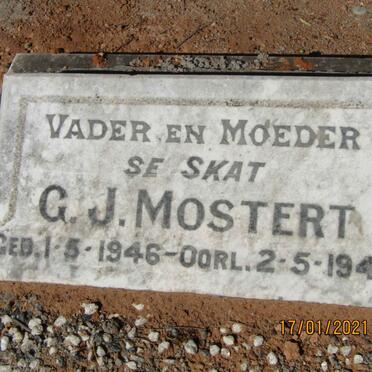 VADER EN MOEDER
SE SKAT
G. J. MOSTERT
GED. 1-5-1946-OORL. 2-5-194
17/01/2021